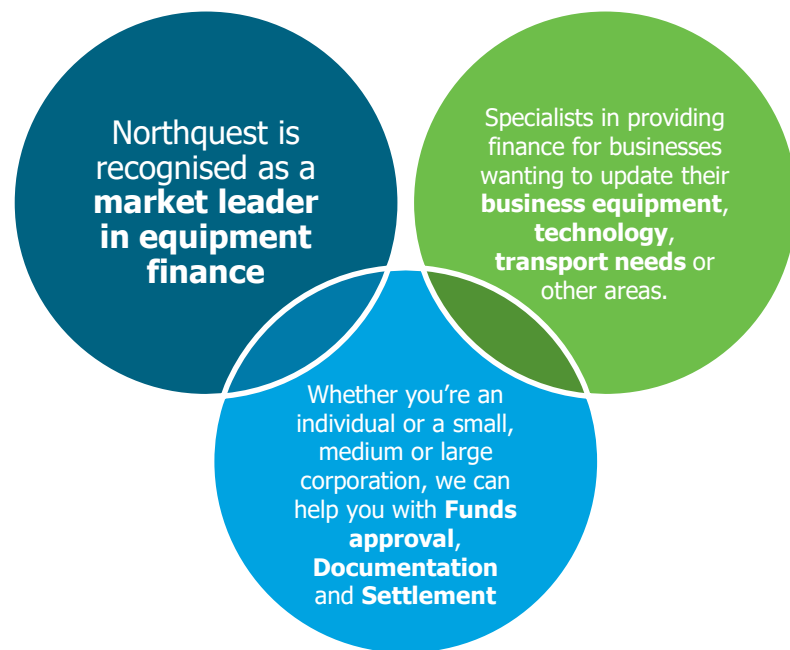 Northquest is
recognised as a
market leader
in equipment
finance
Specialists in providing
finance for businesses
wanting to update their
business equipment,
technology,
transport needs or
other areas.
Whether you’re an
individual or a small,
medium or large
corporation, we can
help you with Funds
approval,
Documentation
and Settlement